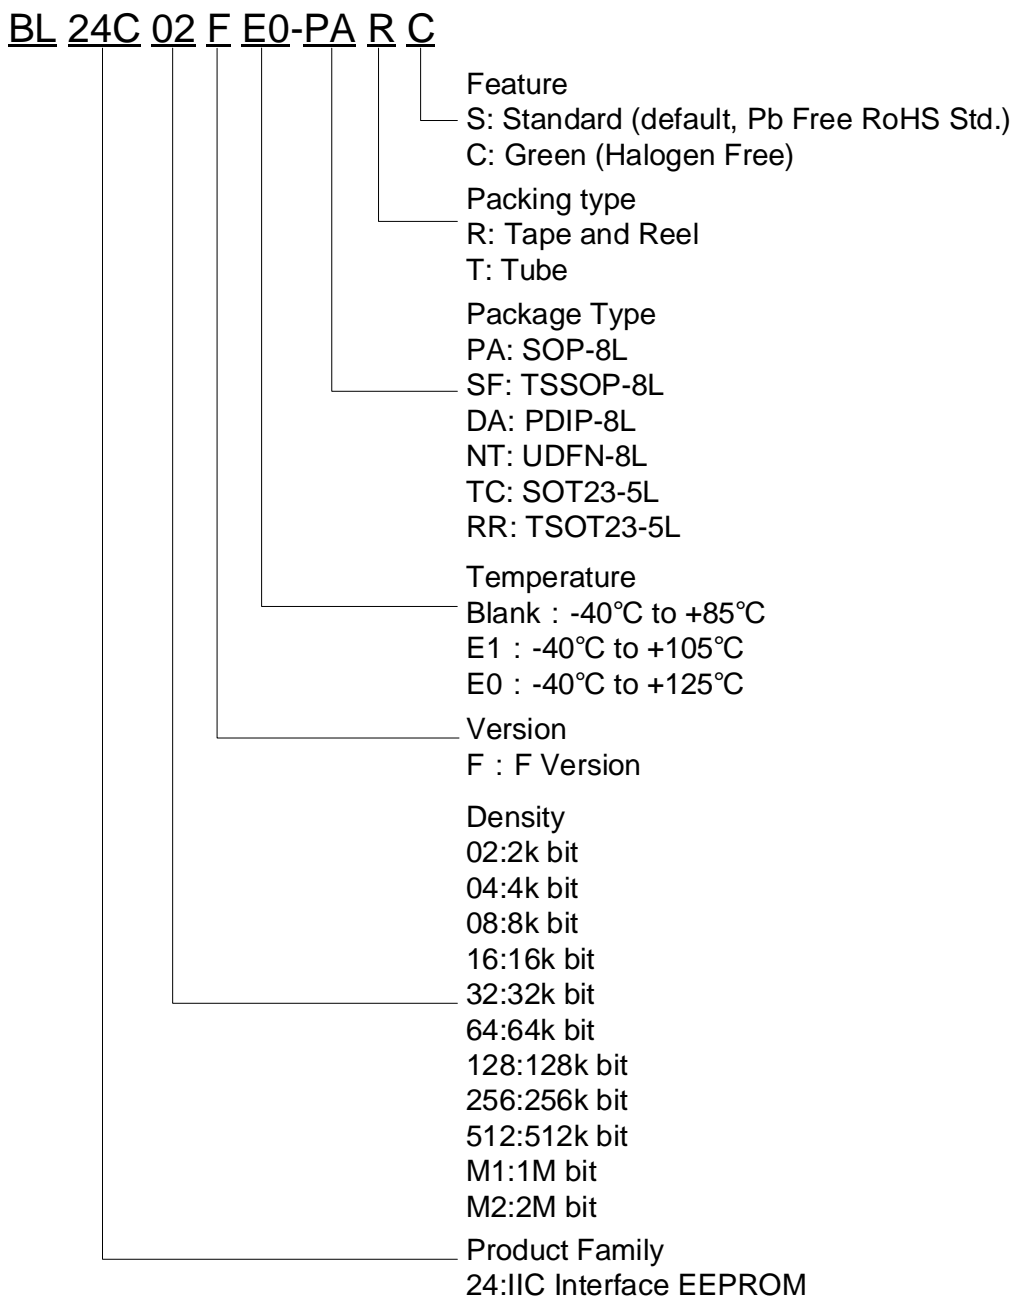 BL 24C 02 F E0-PA R C
Feature
S: Standard (default, Pb Free RoHS Std.)
C: Green (Halogen Free)
Packing type
R: Tape and Reel
T: Tube
Package Type
PA: SOP-8L
SF: TSSOP-8L
DA: PDIP-8L
NT: UDFN-8L
TC: SOT23-5L
RR: TSOT23-5L
Temperature
Blank：-40℃ to +85℃
E1：-40℃ to +105℃
E0：-40℃ to +125℃
Version
F：F Version
Density
02:2k bit
04:4k bit
08:8k bit
16:16k bit
32:32k bit
64:64k bit
128:128k bit
256:256k bit
512:512k bit
M1:1M bit
M2:2M bit
Product Family
24:IIC Interface EEPROM